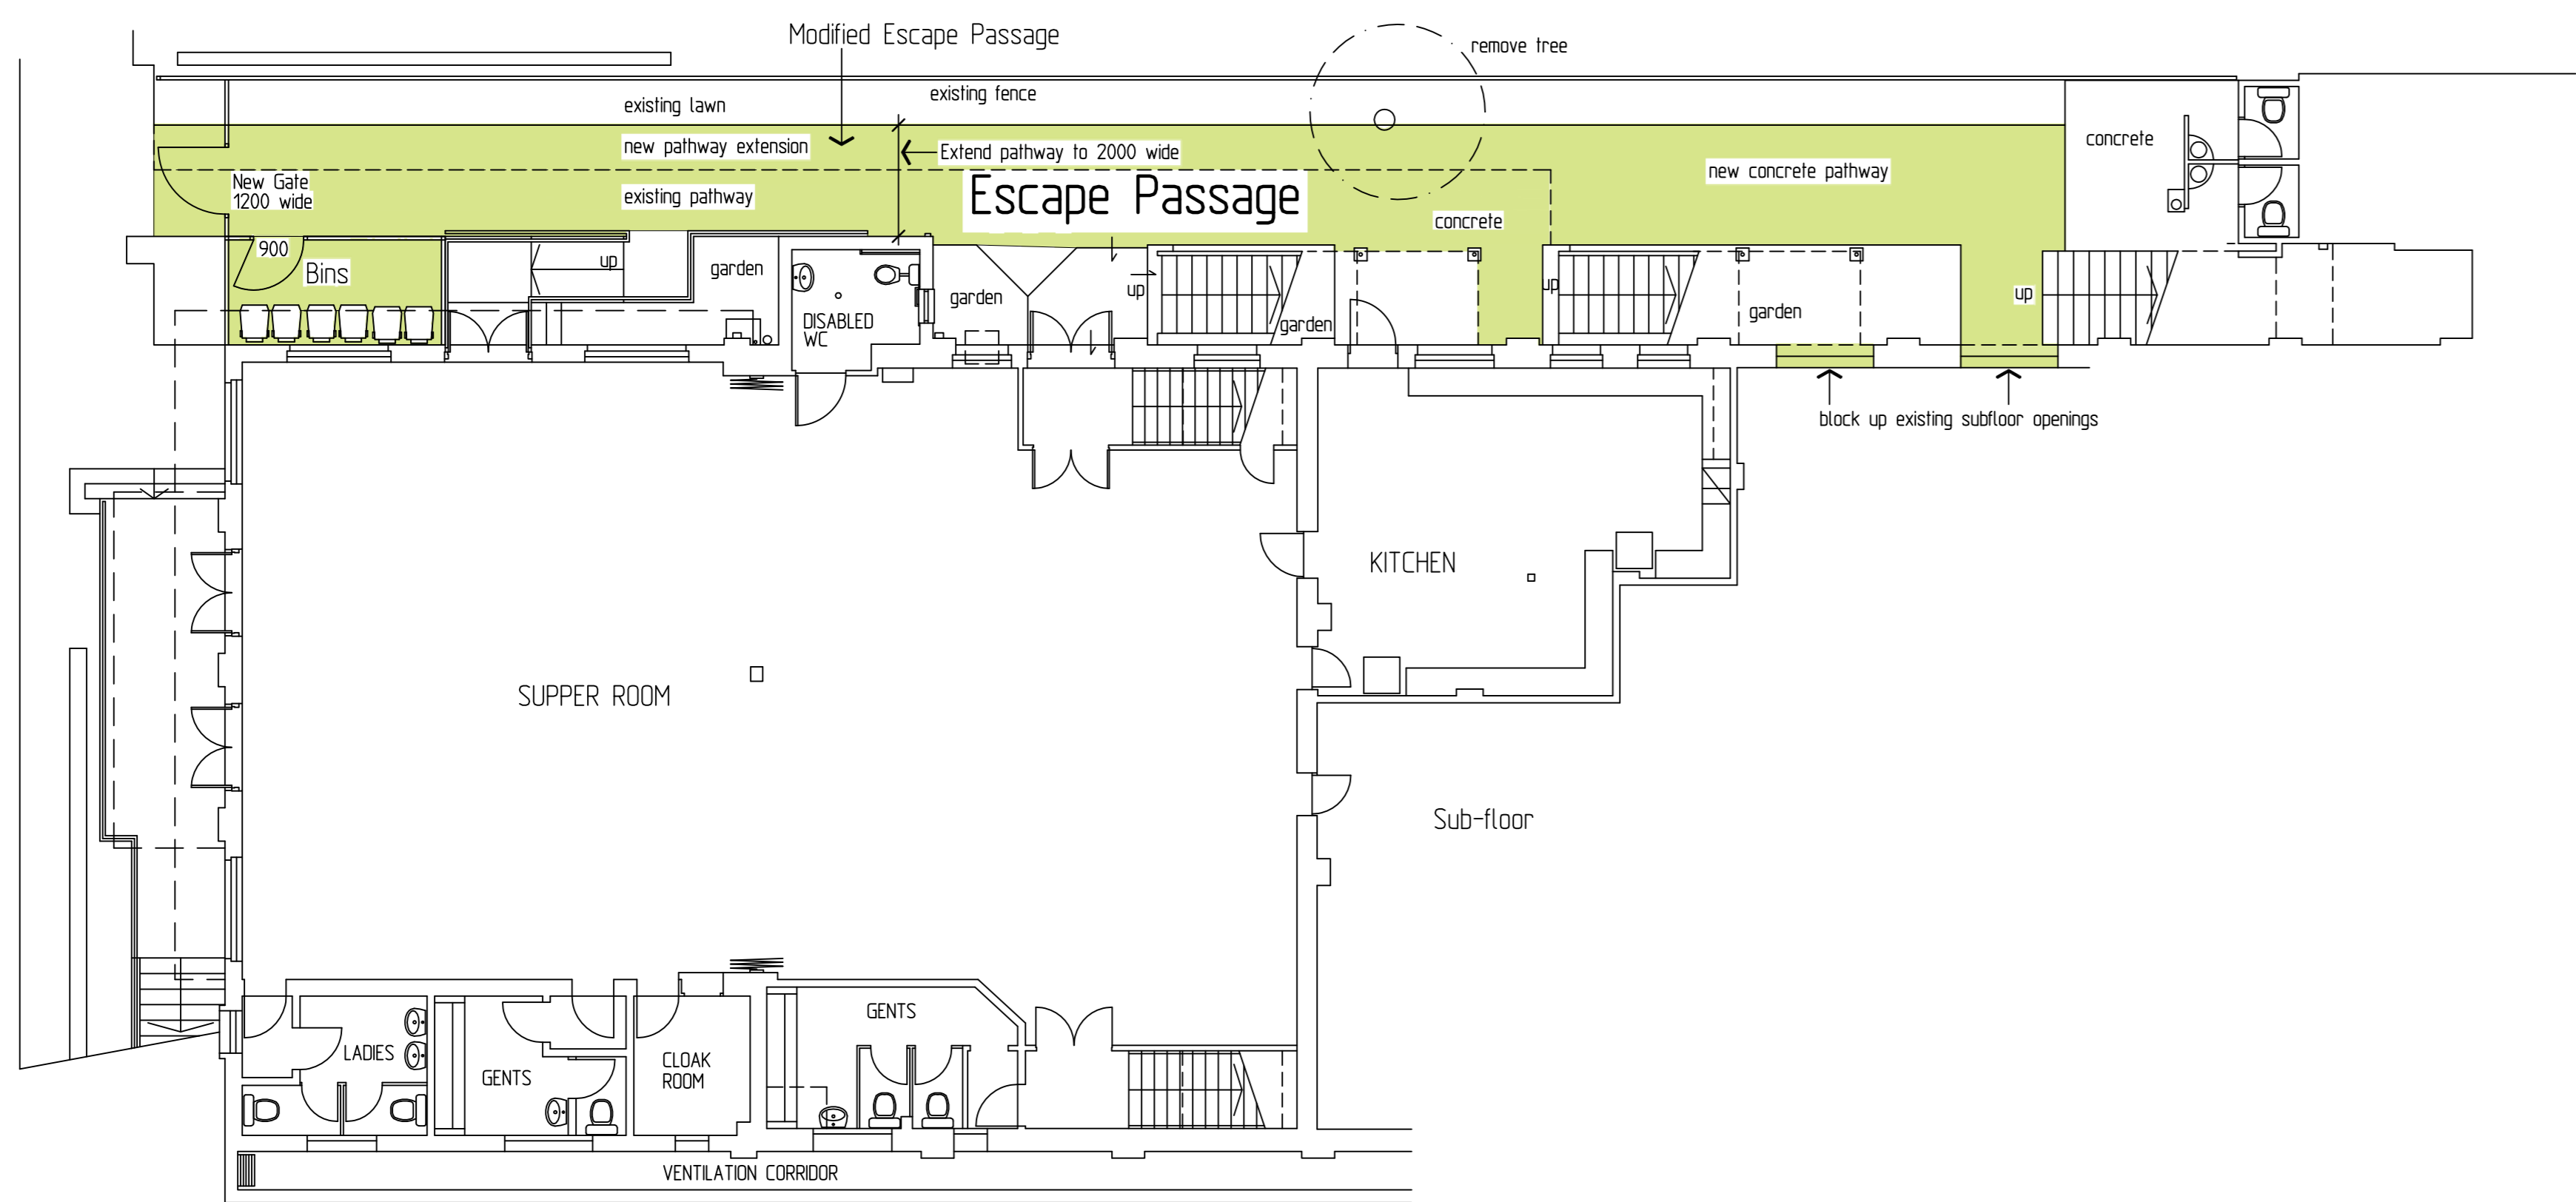 Modified Escape Passage
remove tree
existing lawn
existing fence
new pathway extension
Extend pathway to 2000 wide
concrete
New Gate
1200 wide
existing pathway
Escape Passage
new concrete pathway
concrete
900
Bins
up
garden
DISABLED
WC
garden
up
garden
up
garden
up
block up existing subfloor openings
KITCHEN
SUPPER ROOM
Sub-floor
LADIES
GENTS
CLOAK
ROOM
GENTS
VENTILATION CORRIDOR